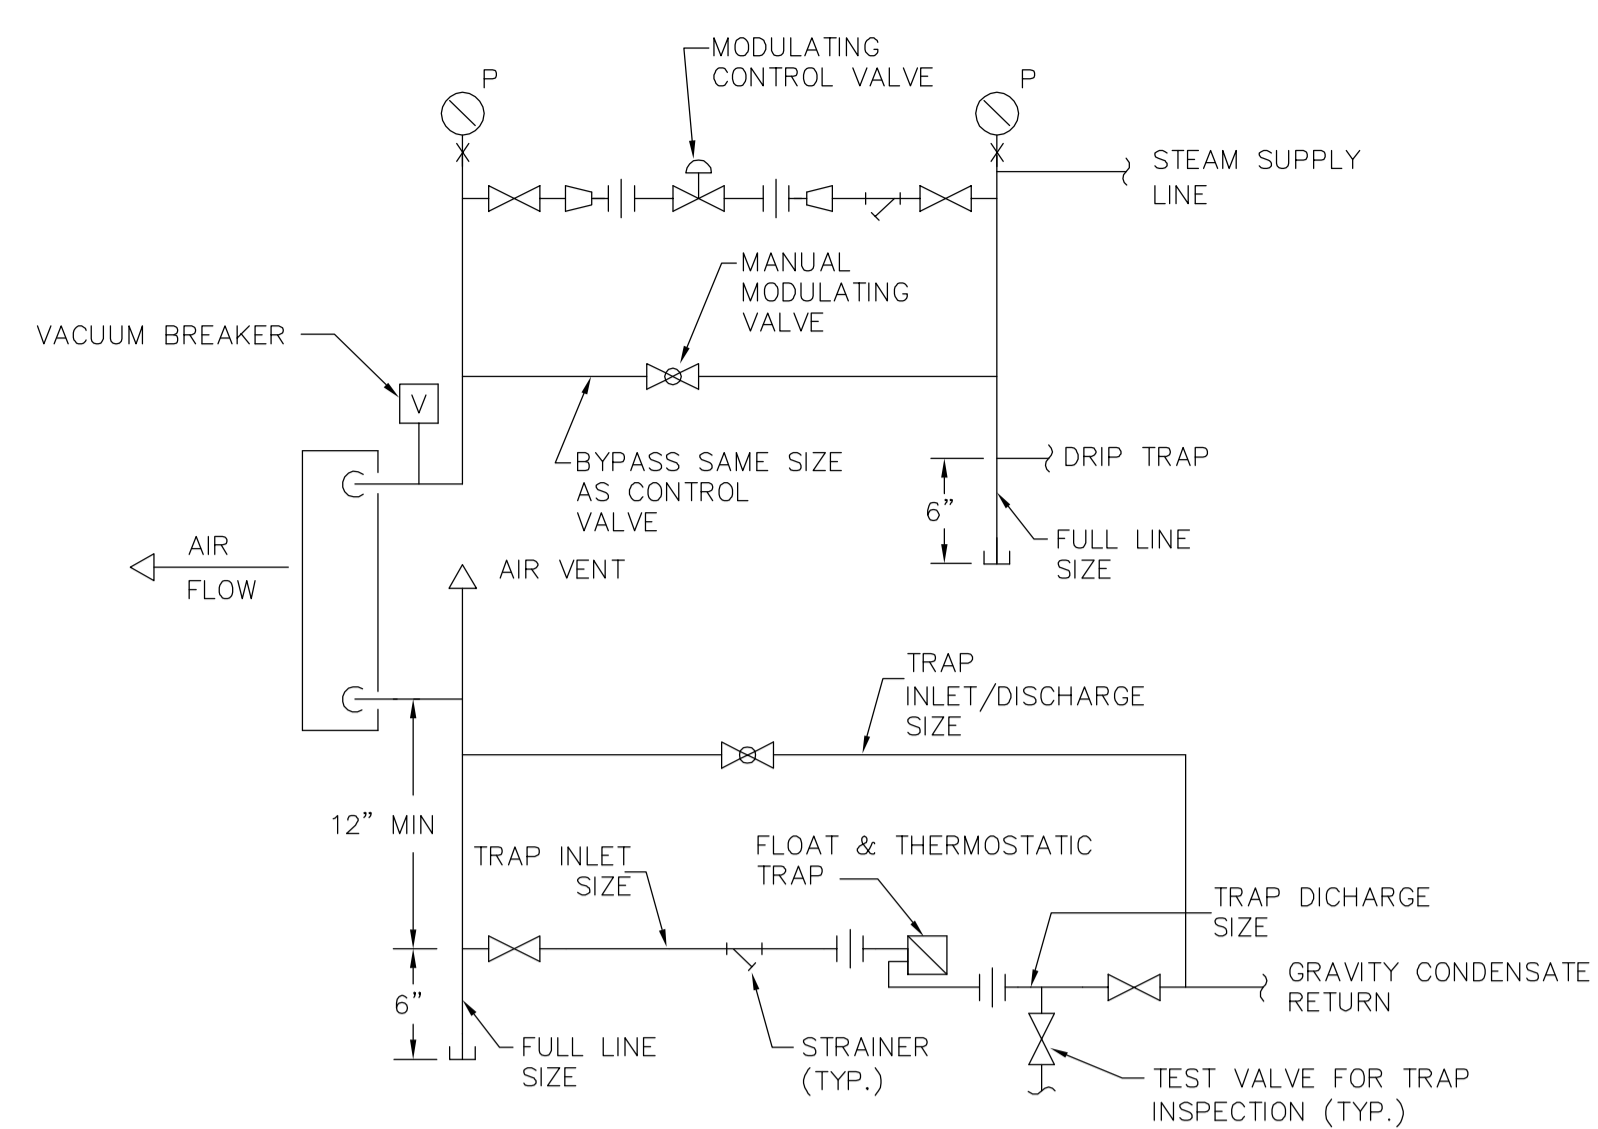 MODULATING
CONTROL VALVE
P
P
STEAM SUPPLY
LINE
MANUAL
MODULATING
VALVE
VACUUM BREAKER
V
BYPASS SAME SIZE
AS CONTROL
VALVE
DRIP TRAP
6"
FULL LINE
SIZE
AIR
FLOW
AIR VENT
TRAP
INLET/DISCHARGE
SIZE
12" MIN
TRAP INLET
SIZE
FLOAT & THERMOSTATIC
TRAP
TRAP DICHARGE
SIZE
GRAVITY CONDENSATE
RETURN
6"
FULL LINE
SIZE
STRAINER
(TYP.)
TEST VALVE FOR TRAP
INSPECTION (TYP.)